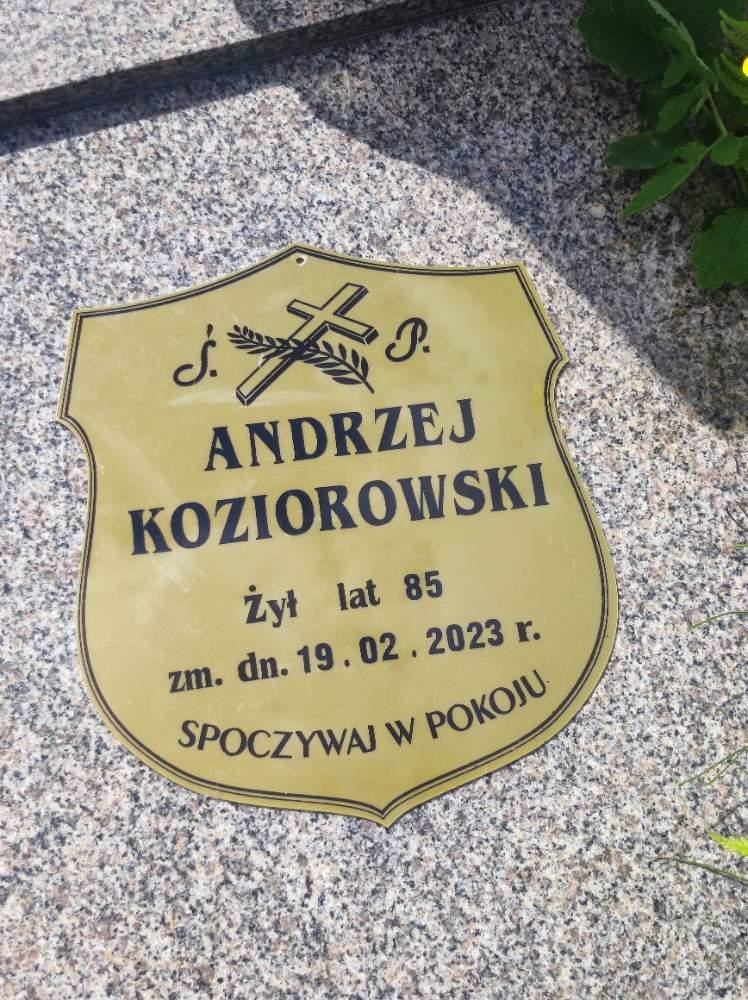 Ś. P.
ANDRZEJ
KOZIOROWSKI
Żył lat 85
zm. dn. 19.02.2023 r.
SPOCZYWAJ W POKOJU